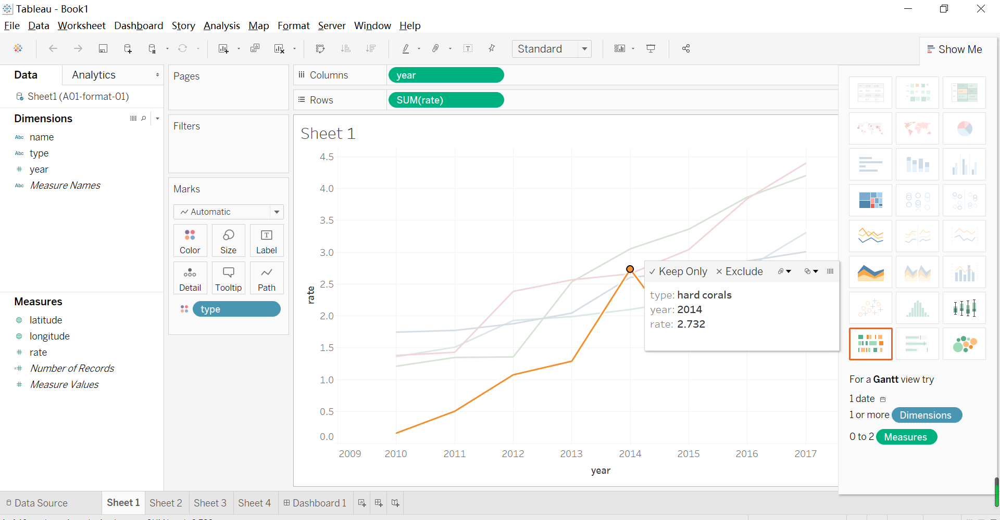 Tableau - Book1
File Data Worksheet Dashboard Story Analysis Map Format Server Window Help
Standard
Show Me
Data Analytics
Sheet1 (A01-format-01)
Dimensions
Abc name
Abc type
# year
Abc Measure Names
Measures
latitude
longitude
# rate
=# Number of Records
# Measure Values
Pages
Filters
Marks
Automatic
Color Size Label
Detail Tooltip Path
type
Columns year
Rows SUM(rate)
Sheet 1
4.5
4.0
3.5
3.0
2.5
2.0
1.5
1.0
0.5
0.0
rate
2009 2010 2011 2012 2013 2014 2015 2016 2017
year
Keep Only Exclude
type: hard corals
year: 2014
rate: 2.732
For a Gantt view try
1 date
1 or more Dimensions
0 to 2 Measures
Data Source Sheet 1 Sheet 2 Sheet 3 Sheet 4 Dashboard 1